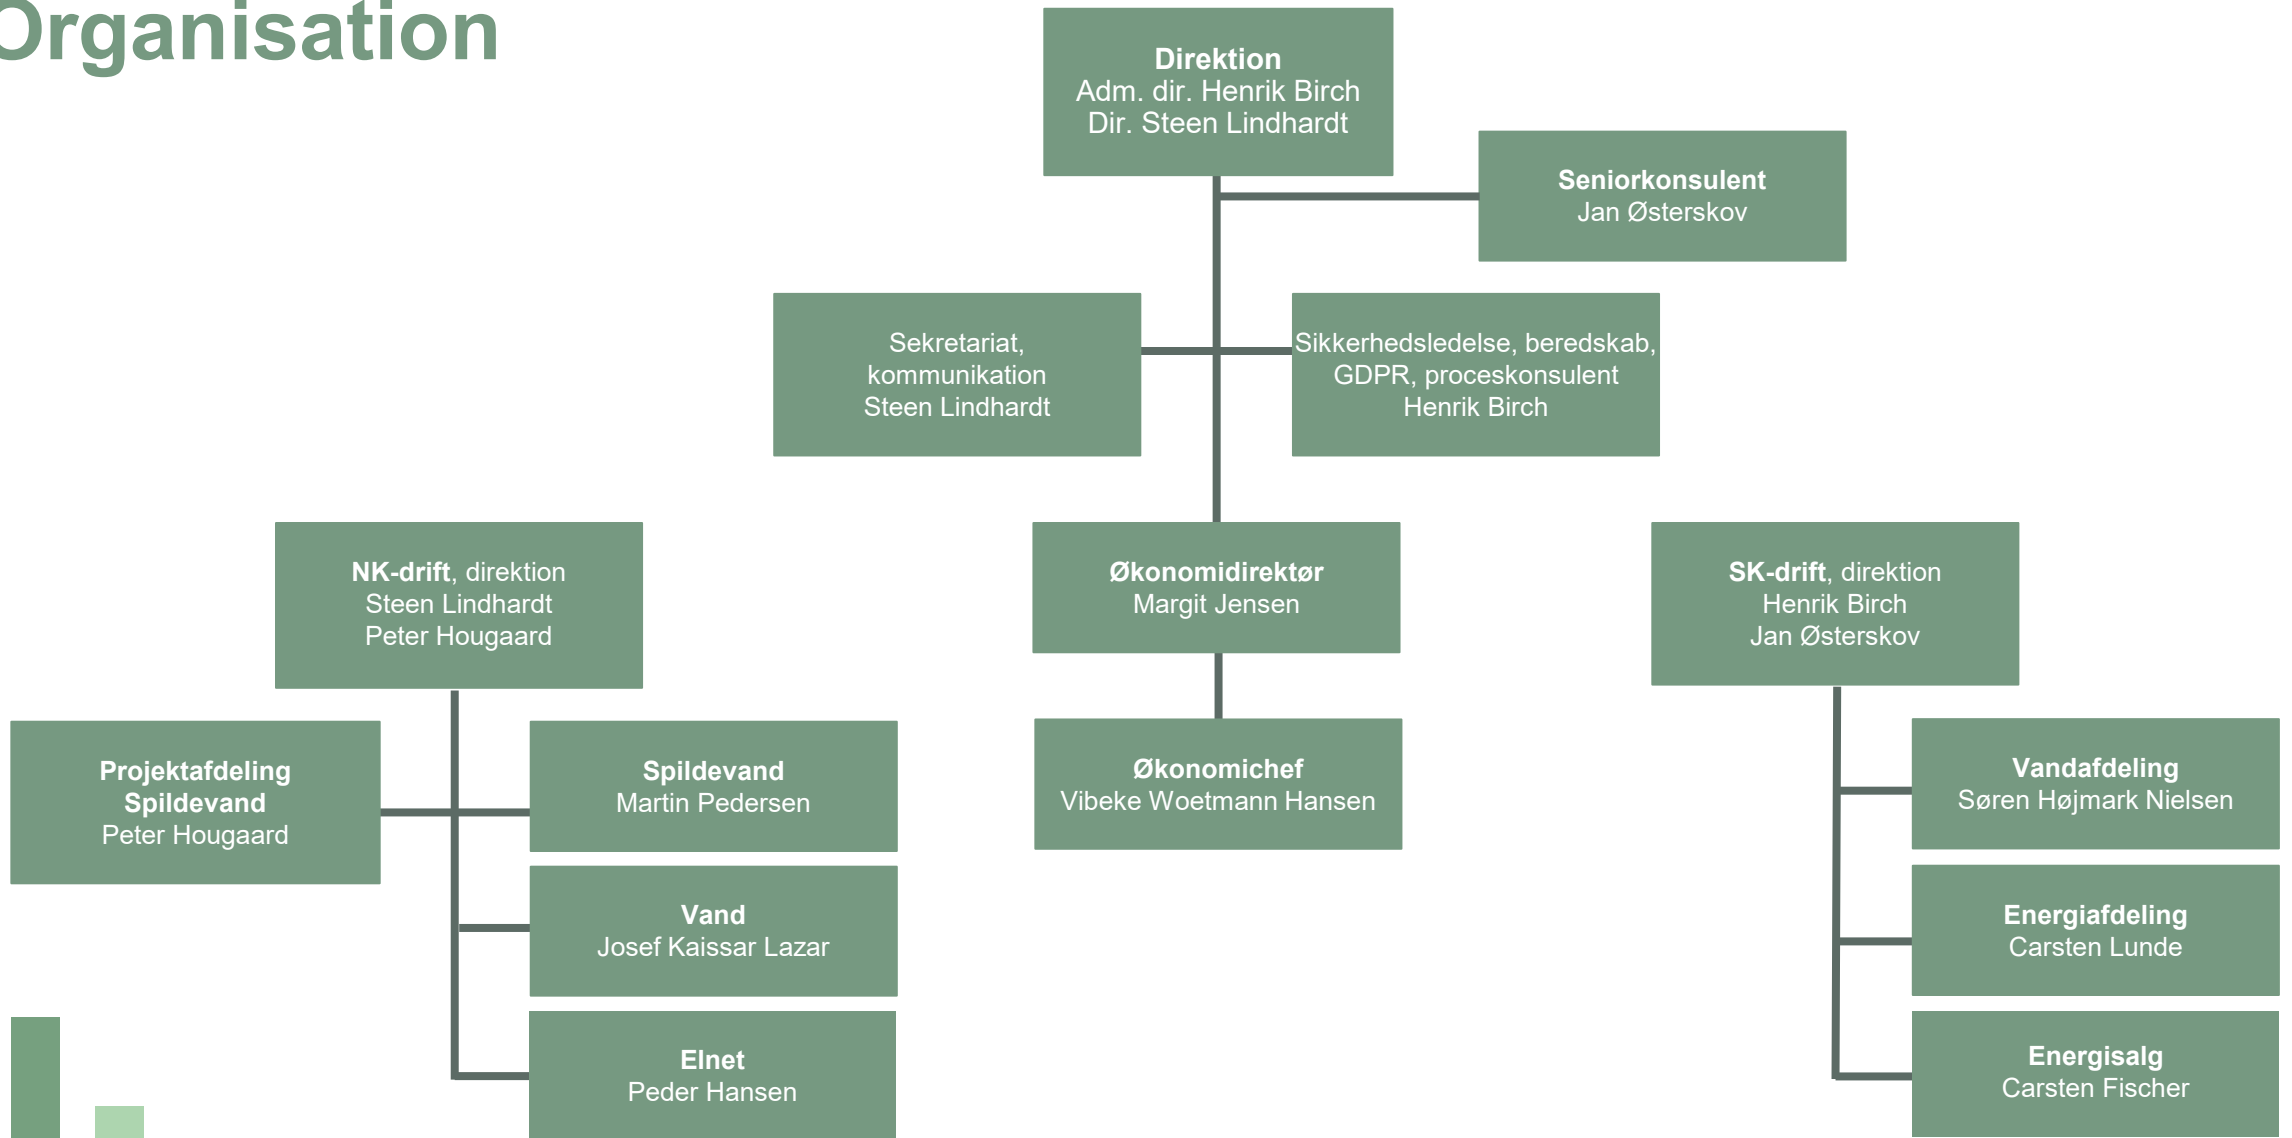 Organisation
Direktion
Adm. dir. Henrik Birch
Dir. Steen Lindhardt
Seniorkonsulent
Jan Østerskov
Sekretariat,
kommunikation
Steen Lindhardt
Sikkerhedsledelse, beredskab,
GDPR, proceskonsulent
Henrik Birch
NK-drift, direktion
Steen Lindhardt
Peter Hougaard
Økonomidirektør
Margit Jensen
SK-drift, direktion
Henrik Birch
Jan Østerskov
Projektafdeling
Spildevand
Peter Hougaard
Spildevand
Martin Pedersen
Økonomichef
Vibeke Woetmann Hansen
Vandafdeling
Søren Højmark Nielsen
Vand
Josef Kaissar Lazar
Energiafdeling
Carsten Lunde
Elnet
Peder Hansen
Energisalg
Carsten Fischer